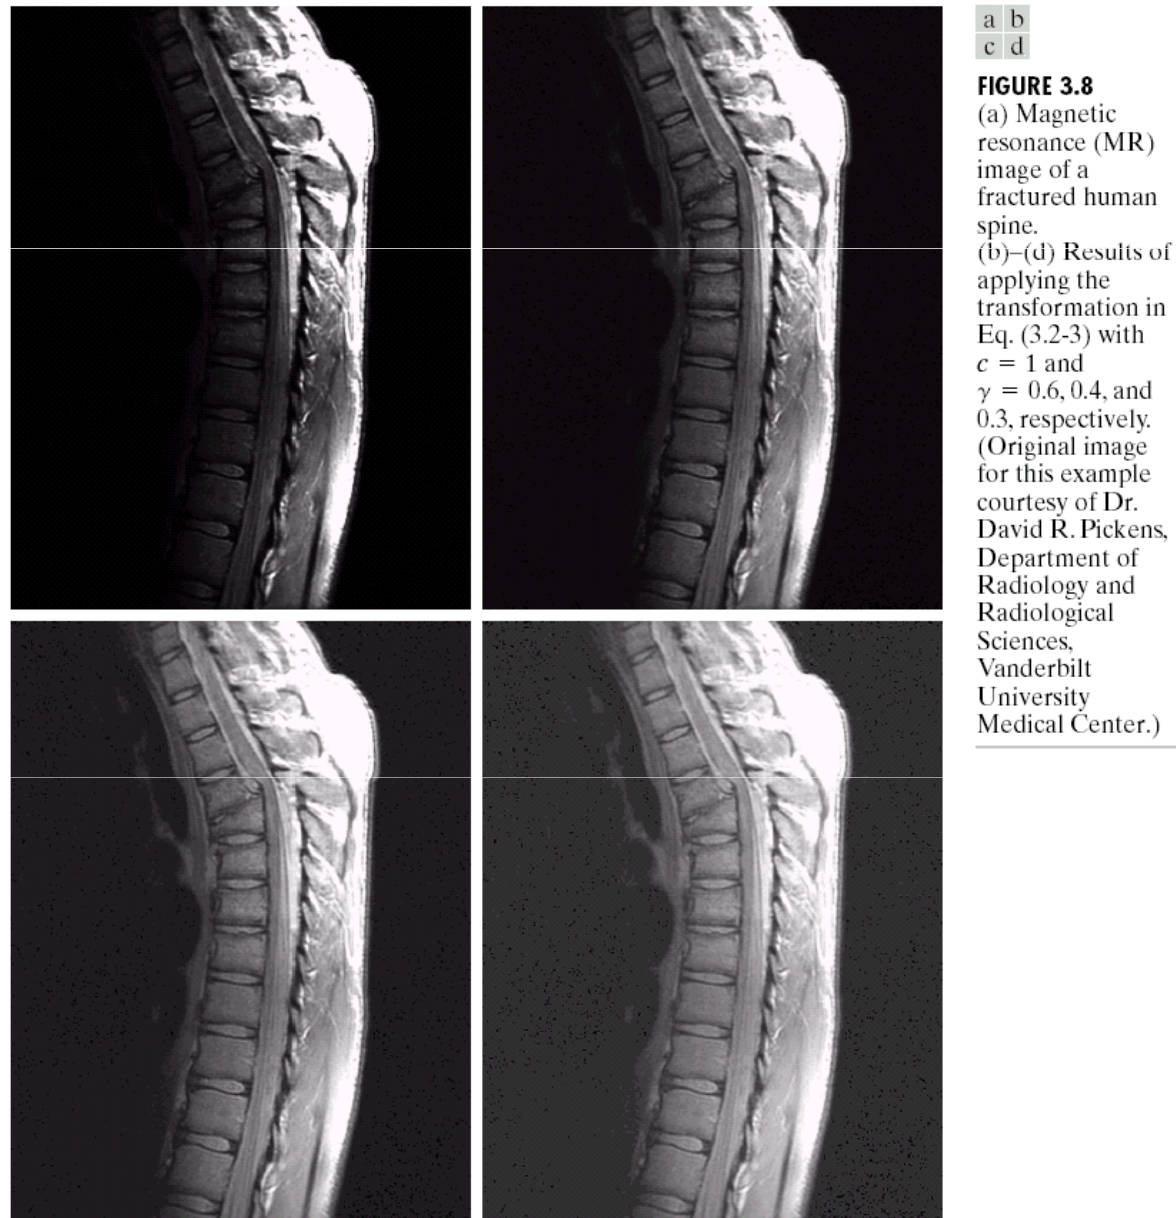 a b
c d
FIGURE 3.8
(a) Magnetic
resonance (MR)
image of a
fractured human
spine.
(b)–(d) Results of
applying the
transformation in
Eq. (3.2-3) with
c = 1 and
γ = 0.6, 0.4, and
0.3, respectively.
(Original image
for this example
courtesy of Dr.
David R. Pickens,
Department of
Radiology and
Radiological
Sciences,
Vanderbilt
University
Medical Center.)